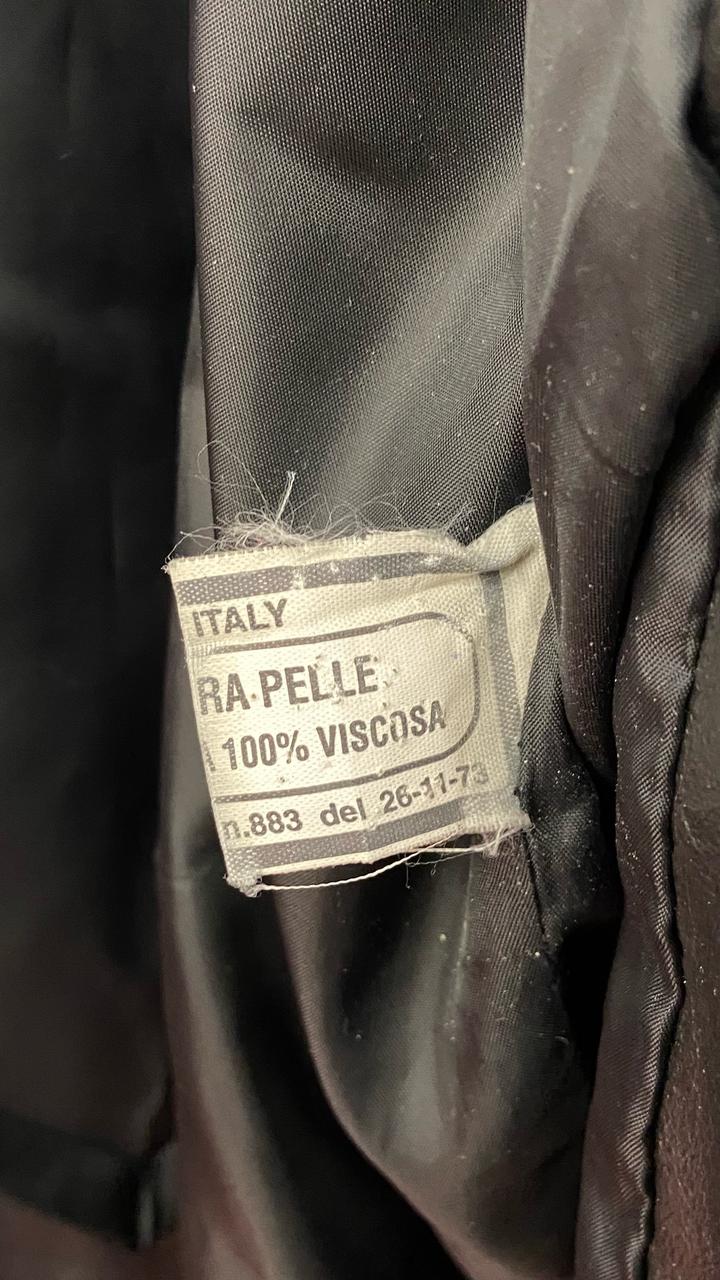 ITALY
RA PELLE
100% VISCOSA
n.883 del 26-11-73